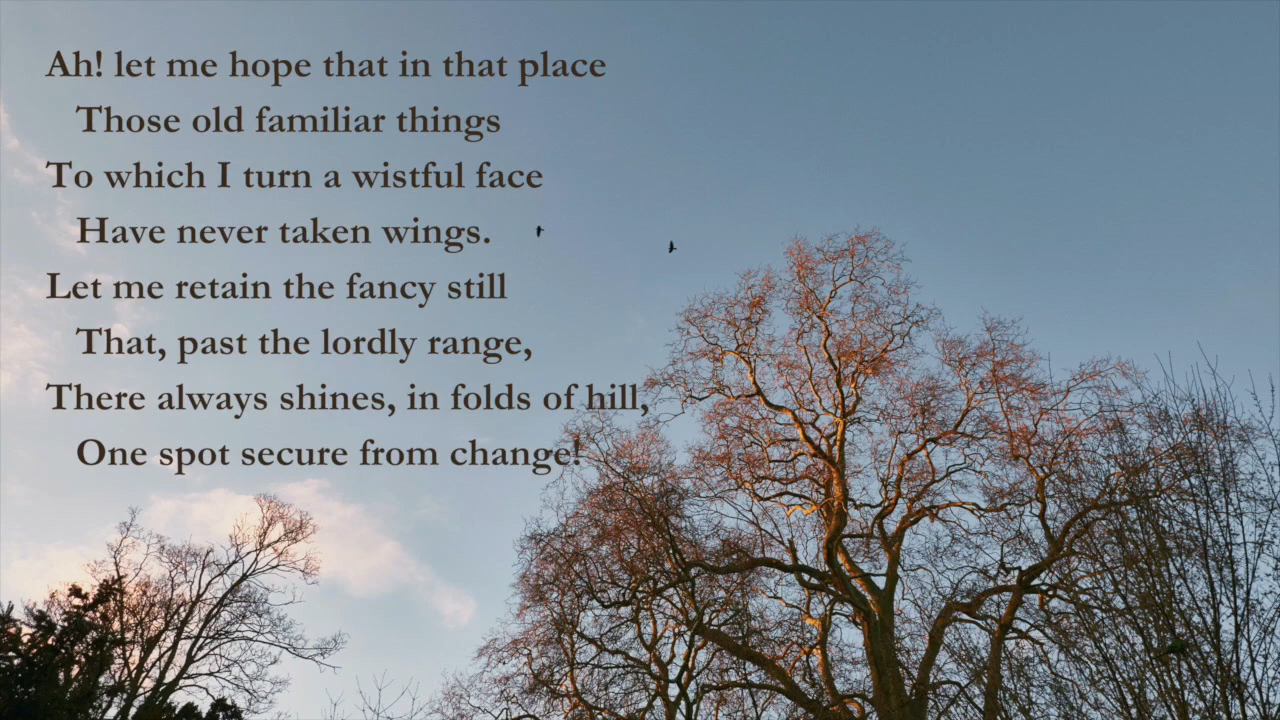 Ah! let me hope that in that place
Those old familiar things
To which I turn a wistful face
Have never taken wings.
Let me retain the fancy still
That, past the lordly range,
There always shines, in folds of hill,
One spot secure from change!